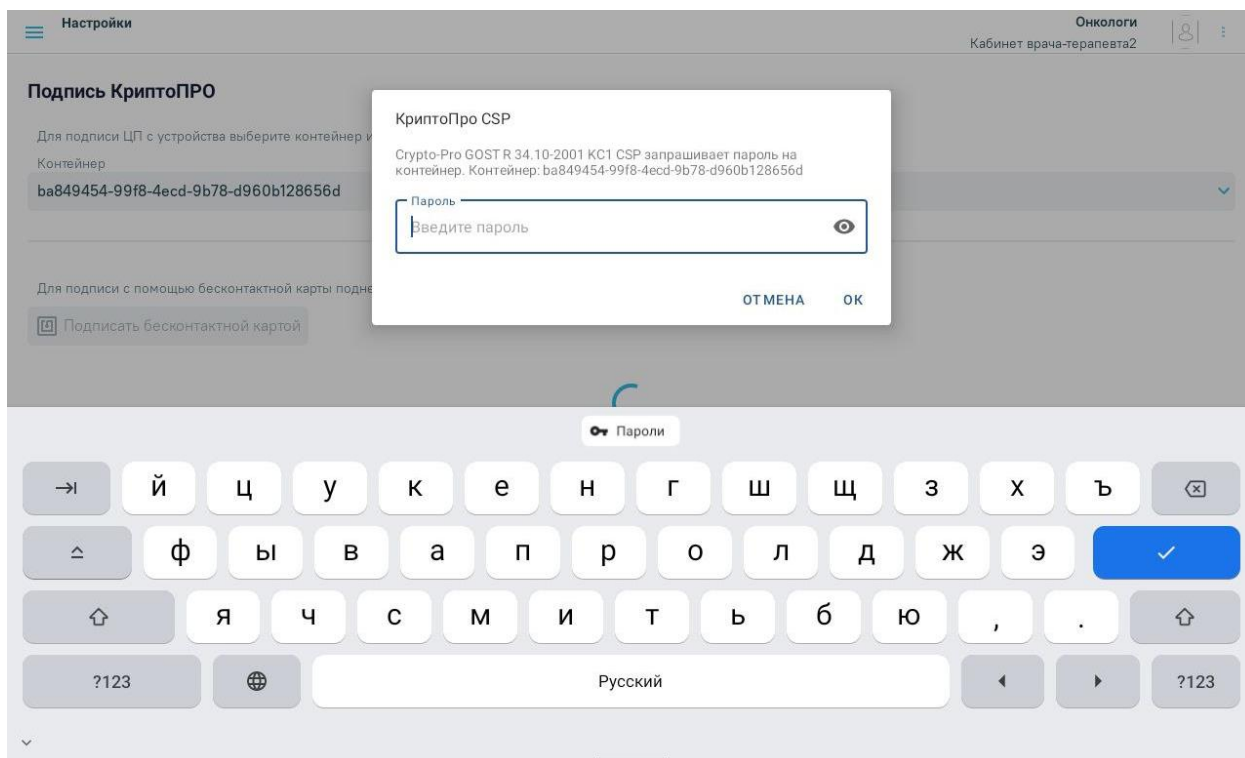 Настройки
Онкологи
Кабинет врача-терапевта2
Подпись КриптоПРО
Для подписи ЦП с устройства выберите контейнер и
Контейнер
ba849454-99f8-4ecd-9b78-d960b128656d
Для подписи с помощью бесконтактной карты подне
Подписать бесконтактной картой
КриптоПро CSP
Crypto-Pro GOST R 34.10-2001 KC1 CSP запрашивает пароль на
контейнер. Контейнер: ba849454-99f8-4ecd-9b78-d960b128656d
Пароль
Введите пароль
ОТМЕНА ОК
Пароли
й ц у к е н г ш щ з х ъ
ф ы в а п р о л д ж э
я ч с м и т ь б ю , .
?123 Русский ?123